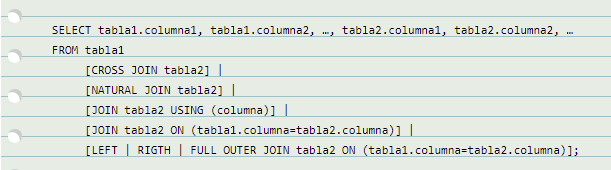 SELECT tabla1.columna1, tabla1.columna2, …, tabla2.columna1, tabla2.columna2, …
FROM tabla1
[CROSS JOIN tabla2] |
[NATURAL JOIN tabla2] |
[JOIN tabla2 USING (columna)] |
[JOIN tabla2 ON (tabla1.columna=tabla2.columna)] |
[LEFT | RIGTH | FULL OUTER JOIN tabla2 ON (tabla1.columna=tabla2.columna)];